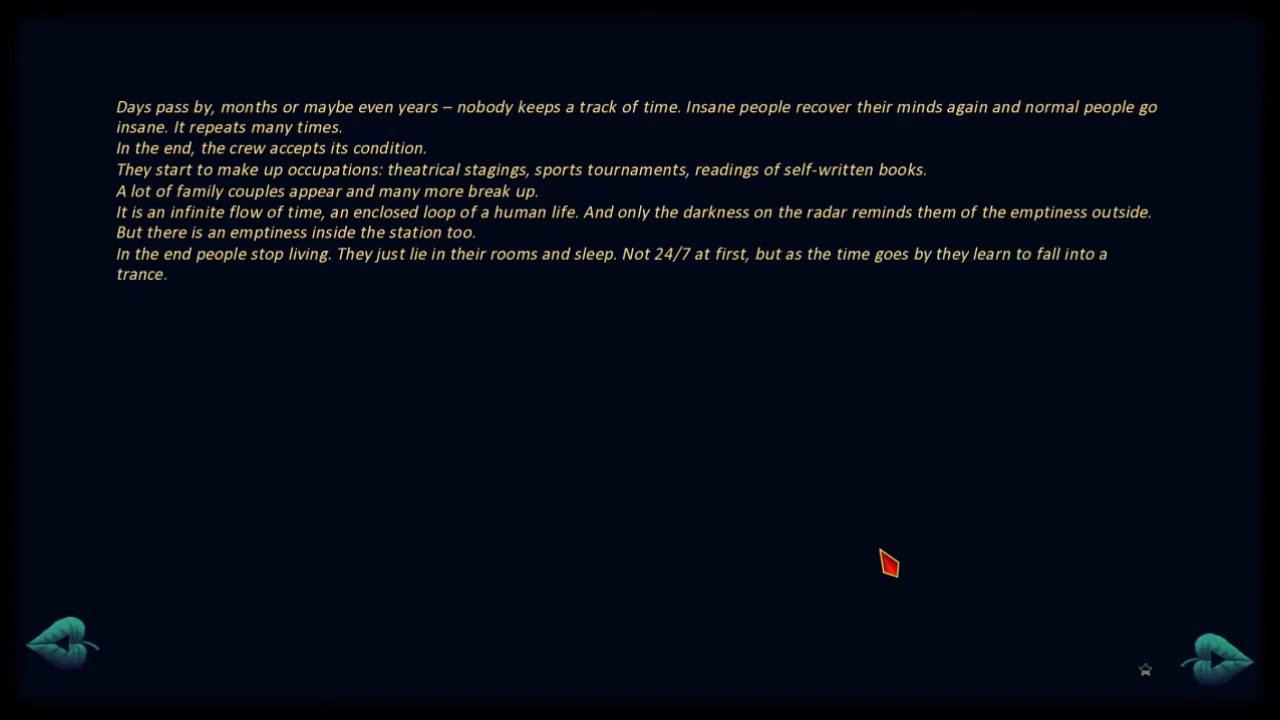 Days pass by, months or maybe even years – nobody keeps a track of time. Insane people recover their minds again and normal people go
insane. It repeats many times.
In the end, the crew accepts its condition.
They start to make up occupations: theatrical stagings, sports tournaments, readings of self-written books.
A lot of family couples appear and many more break up.
It is an infinite flow of time, an enclosed loop of a human life. And only the darkness on the radar reminds them of the emptiness outside.
But there is an emptiness inside the station too.
In the end people stop living. They just lie in their rooms and sleep. Not 24/7 at first, but as the time goes by they learn to fall into a
trance.